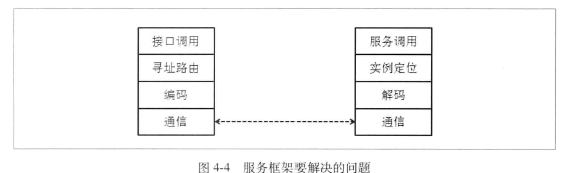 接口调用
寻址路由
编码
通信
服务调用
实例定位
解码
通信
图 4-4 服务框架要解决的问题